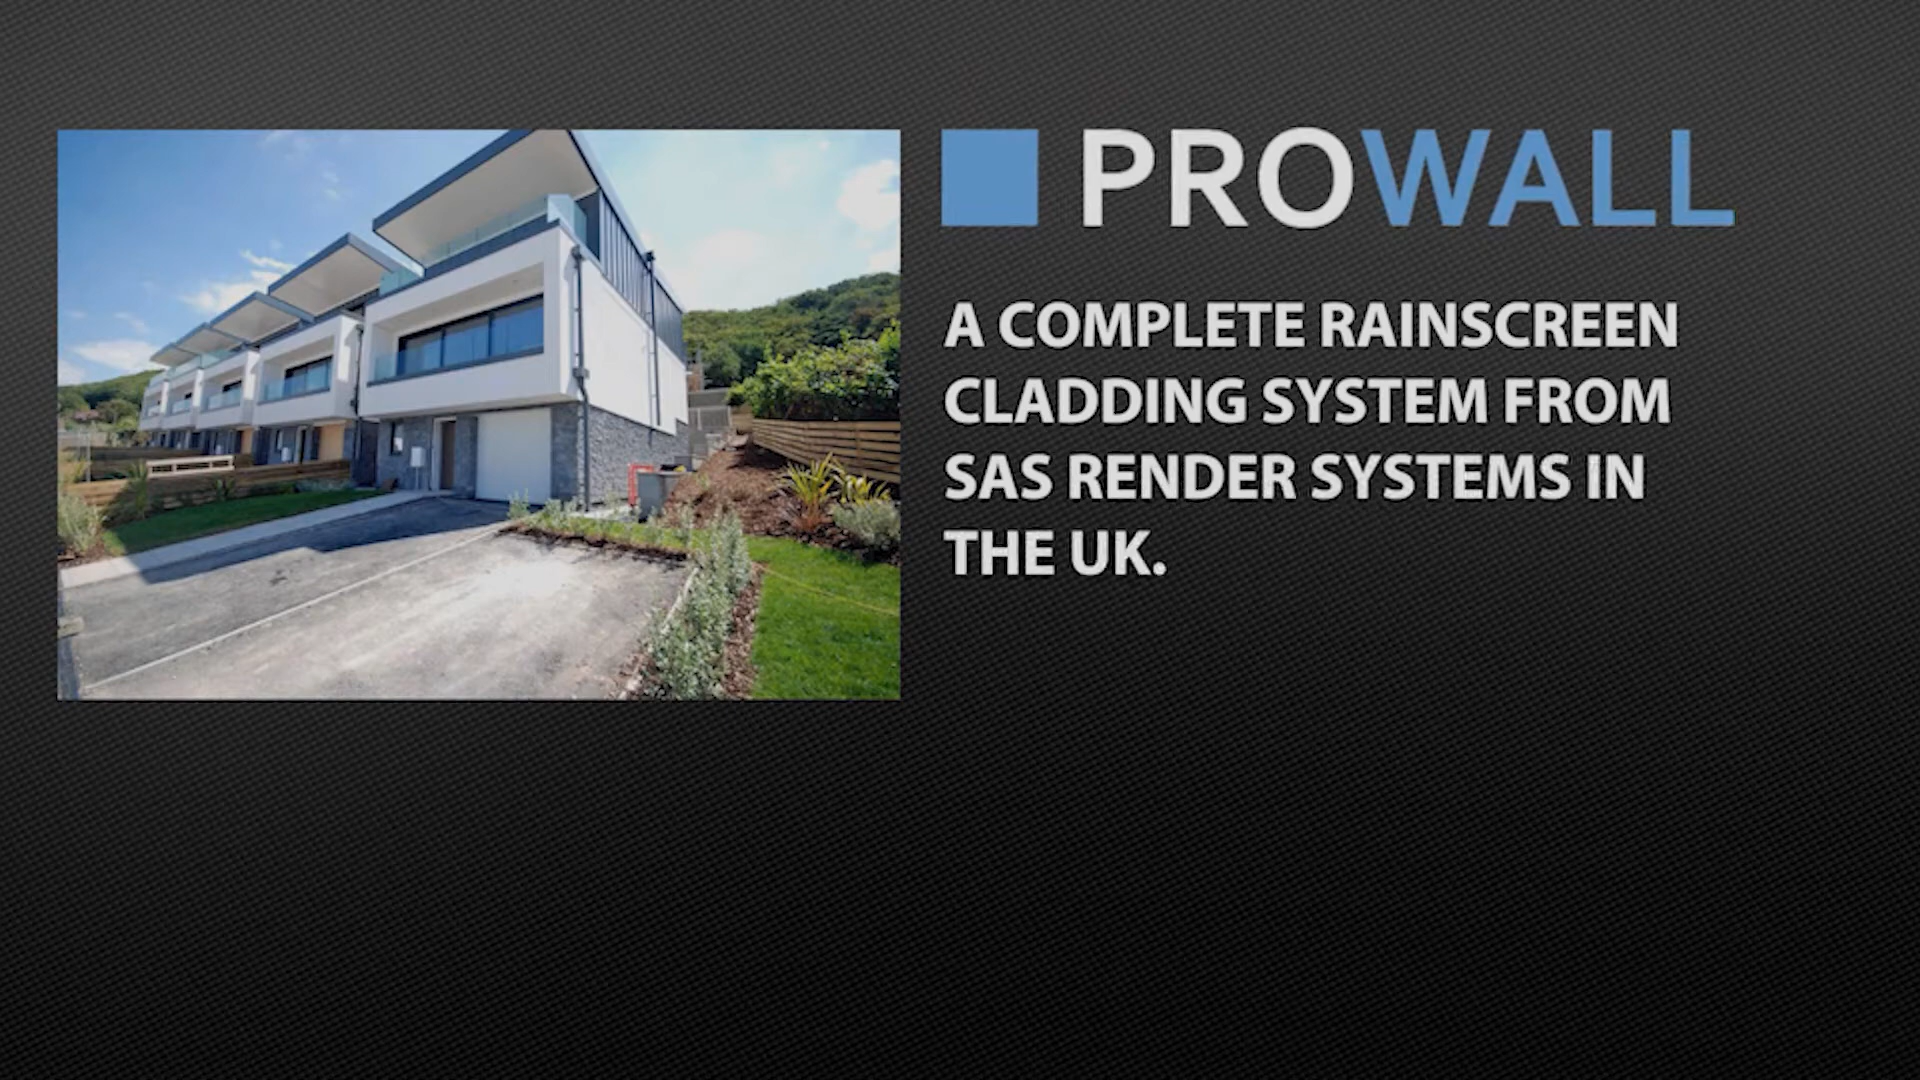 PROWALL
A COMPLETE RAINSCREEN
CLADDING SYSTEM FROM
SAS RENDER SYSTEMS IN
THE UK.